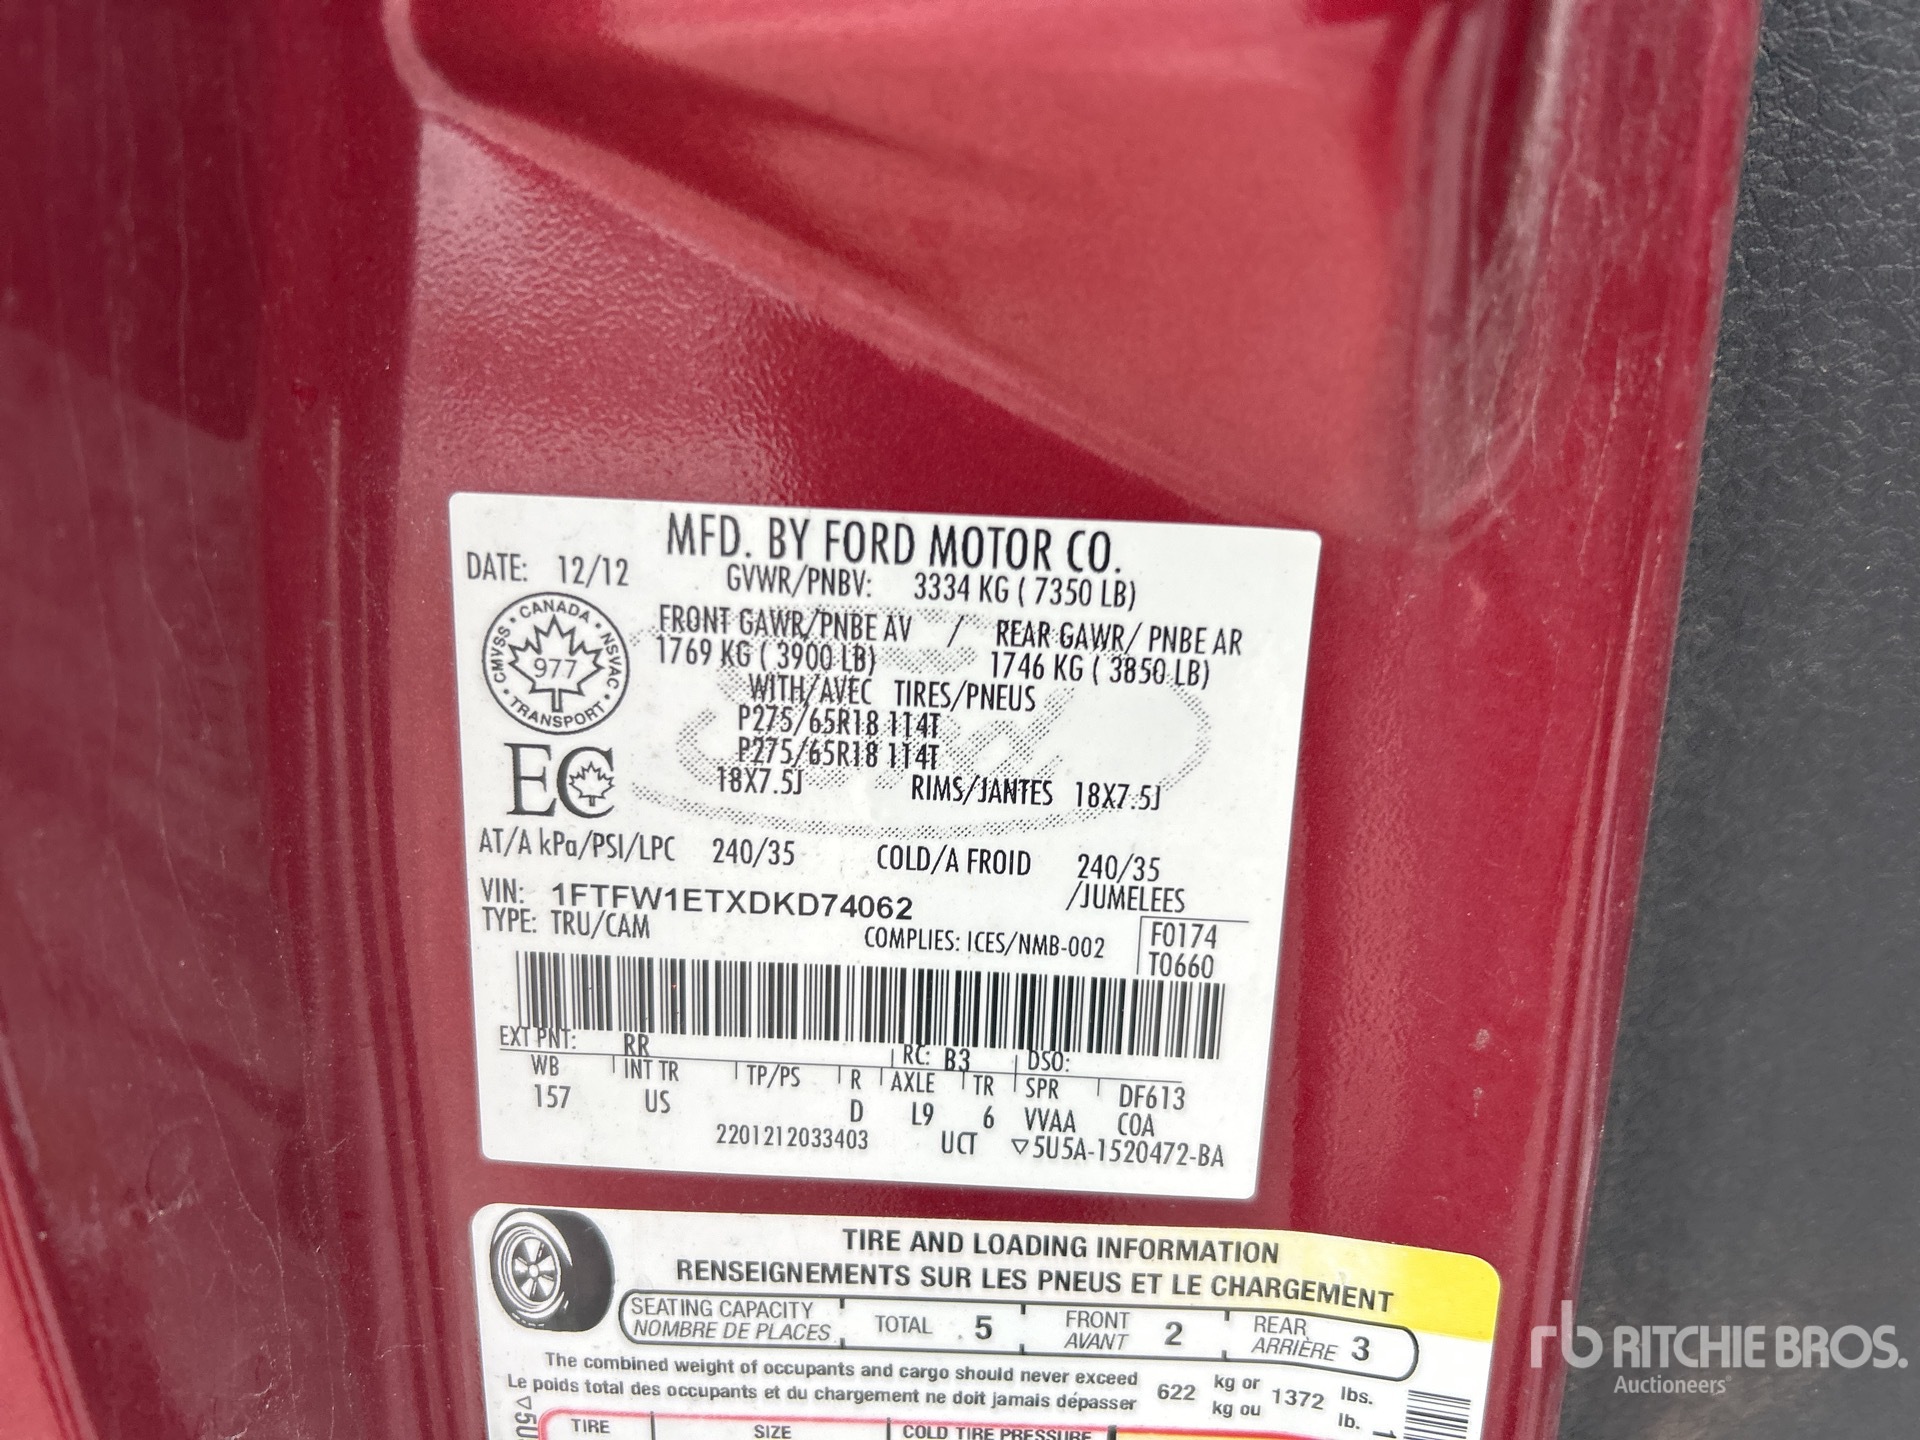 MFD. BY FORD MOTOR CO.
DATE: 12/12
GVWR/PNBV: 3334 KG ( 7350 LB)
FRONT GAWR/PNBE AV / REAR GAWR/ PNBE AR
1769 KG ( 3900 LB) 1746 KG ( 3850 LB)
WITH/AVEC TIRES/PNEUS
P275/65R18 114T
P275/65R18 114T
18X7.5J RIMS/JANTES 18X7.5J
CANADA · NSVAC · TRANSPORT · CMVSS ·
977
EC
AT/A kPa/PSI/LPC 240/35 COLD/A FROID 240/35
VIN: 1FTFW1ETXDKD74062 /JUMELEES
TYPE: TRU/CAM COMPLIES: ICES/NMB-002
F0174
T0660
EXT PNT: RR RC: B3 DSO:
WB INT TR TP/PS R AXLE TR SPR DF613
157 US D L9 6 VVAA COA
2201212033403 UCT ▽5U5A-1520472-BA
TIRE AND LOADING INFORMATION
RENSEIGNEMENTS SUR LES PNEUS ET LE CHARGEMENT
SEATING CAPACITY
NOMBRE DE PLACES
TOTAL 5
FRONT
AVANT 2
REAR
ARRIÈRE 3
The combined weight of occupants and cargo should never exceed 622 kg or 1372 lbs.
Le poids total des occupants et du chargement ne doit jamais dépasser kg ou lb.
TIRE SIZE COLD TIRE PRESSURE
rb RITCHIE BROS.
Auctioneers